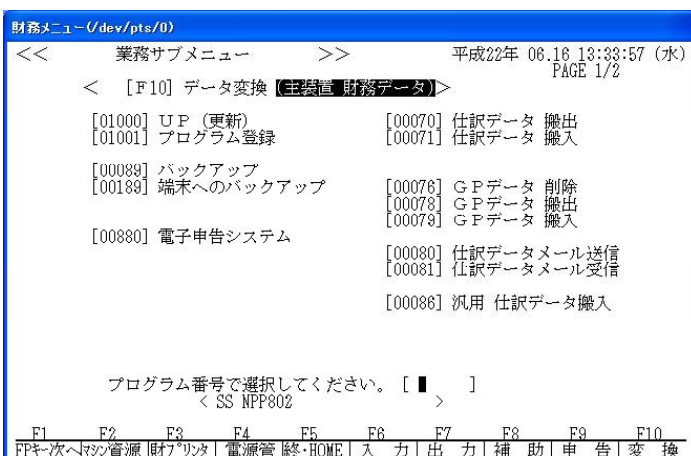 財務メニュー(/dev/pts/0)
<< 業務サブメニュー >> 平成22年 06.16 13:33:57 (水)
PAGE 1/2
< [F10] データ変換 (主装置 財務データ)>
[01000] UP (更新) [00070] 仕訳データ 搬出
[01001] プログラム登録 [00071] 仕訳データ 搬入
[00089] バックアップ
[00189] 端末へのバックアップ [00076] GPデータ 削除
[00078] GPデータ 搬出
[00079] GPデータ 搬入
[00880] 電子申告システム
[00080] 仕訳データメール送信
[00081] 仕訳データメール受信
[00086] 汎用 仕訳データ搬入
プログラム番号で選択してください。 [ ]
< SS NPP802 >
F1 F2 F3 F4 F5 F6 F7 F8 F9 F10
FPキー次へ マシン資源 財プリンタ 電源管 終・HOME 入 力 出 力 補 助 申 告 変 換